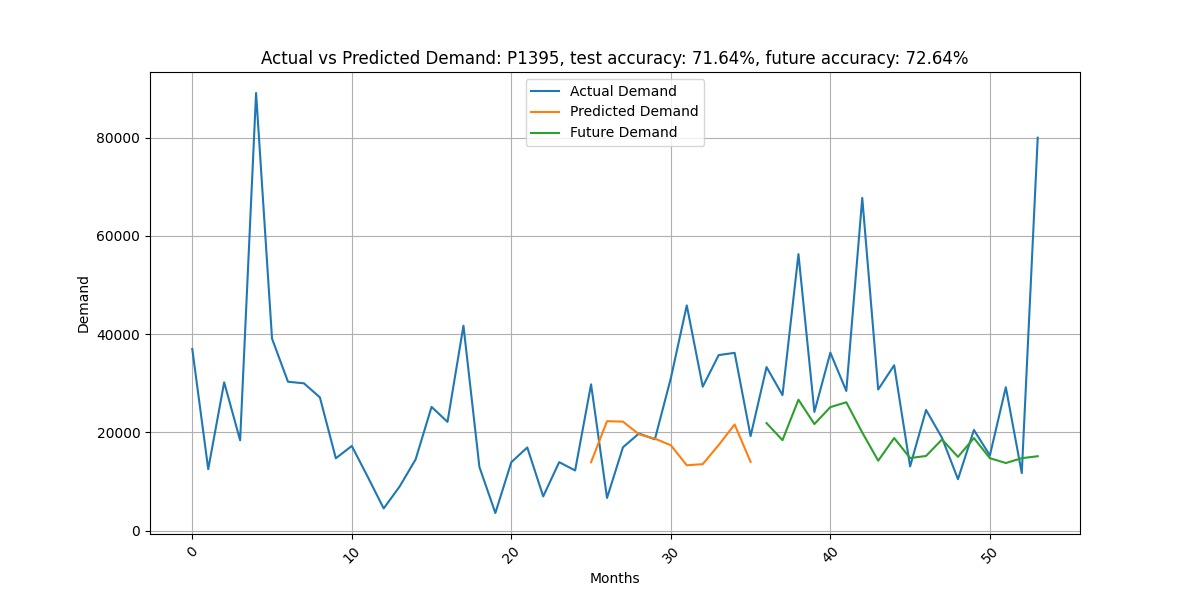 Actual vs Predicted Demand: P1395, test accuracy: 71.64%, future accuracy: 72.64%
Actual Demand
Predicted Demand
Future Demand
80000
60000
40000
20000
0
Demand
0
10
20
30
40
50
Months